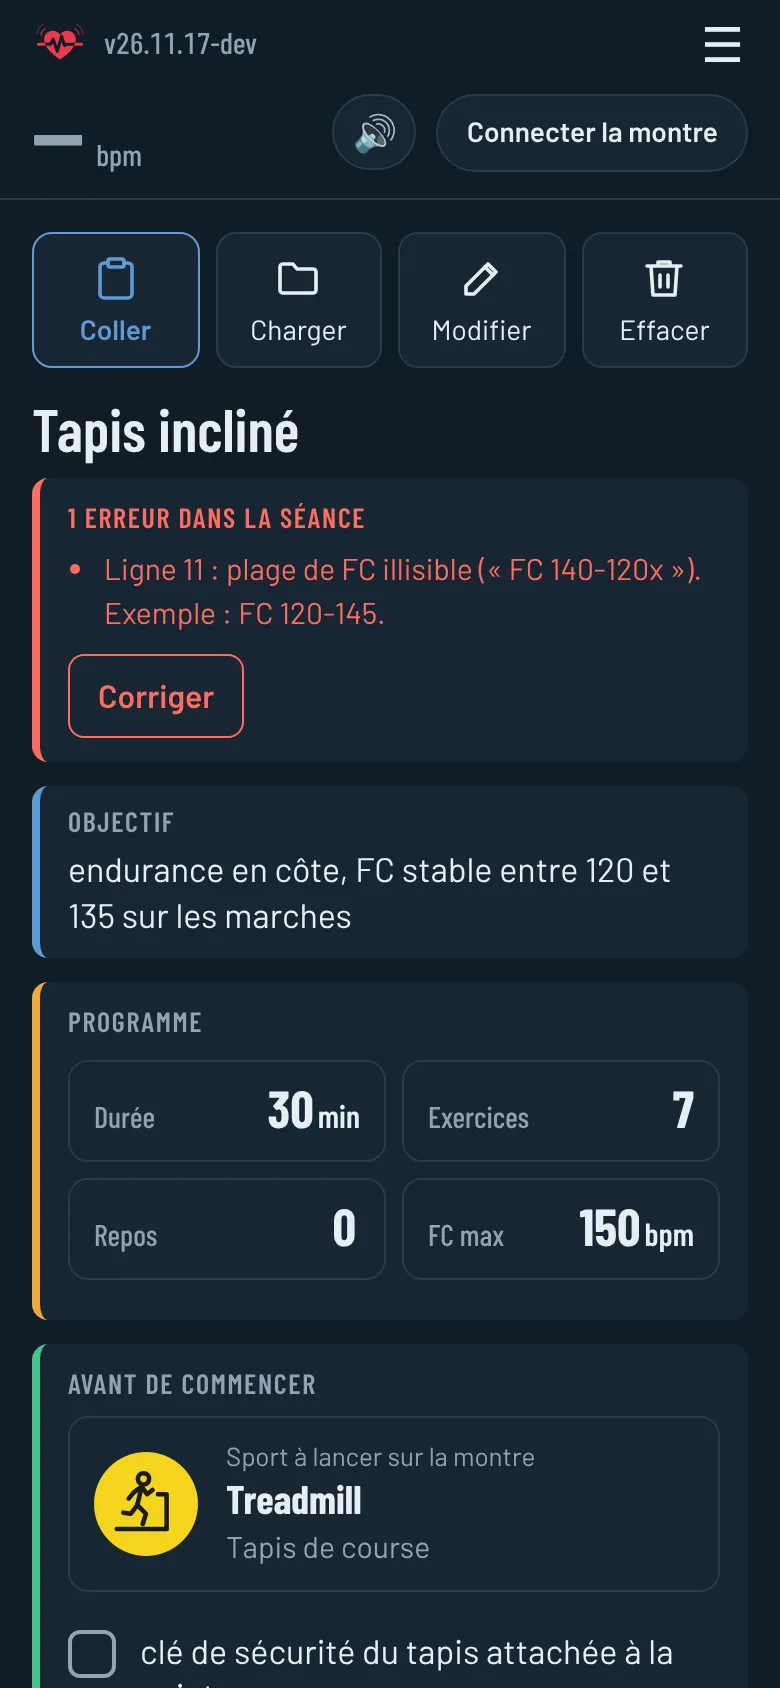 v26.11.17-dev
bpm
Connecter la montre
Coller
Charger
Modifier
Effacer
Tapis incliné
1 ERREUR DANS LA SÉANCE
• Ligne 11 : plage de FC illisible (« FC 140-120x »).
Exemple : FC 120-145.
Corriger
OBJECTIF
endurance en côte, FC stable entre 120 et
135 sur les marches
PROGRAMME
Durée 30 min
Exercices 7
Repos 0
FC max 150 bpm
AVANT DE COMMENCER
Sport à lancer sur la montre
Treadmill
Tapis de course
clé de sécurité du tapis attachée à la